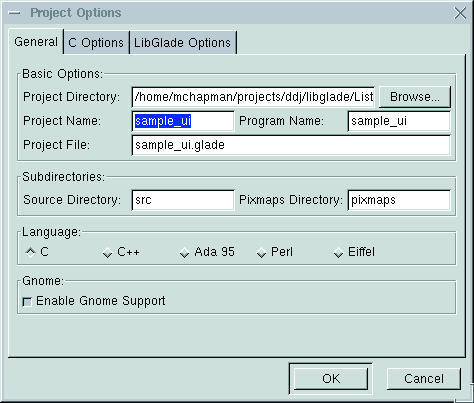 Project Options
General C Options LibGlade Options
Basic Options:
Project Directory: /home/mchapman/projects/ddj/libglade/List Browse...
Project Name: sample_ui Program Name: sample_ui
Project File: sample_ui.glade
Subdirectories:
Source Directory: src Pixmaps Directory: pixmaps
Language:
C C++ Ada 95 Perl Eiffel
Gnome:
Enable Gnome Support
OK Cancel